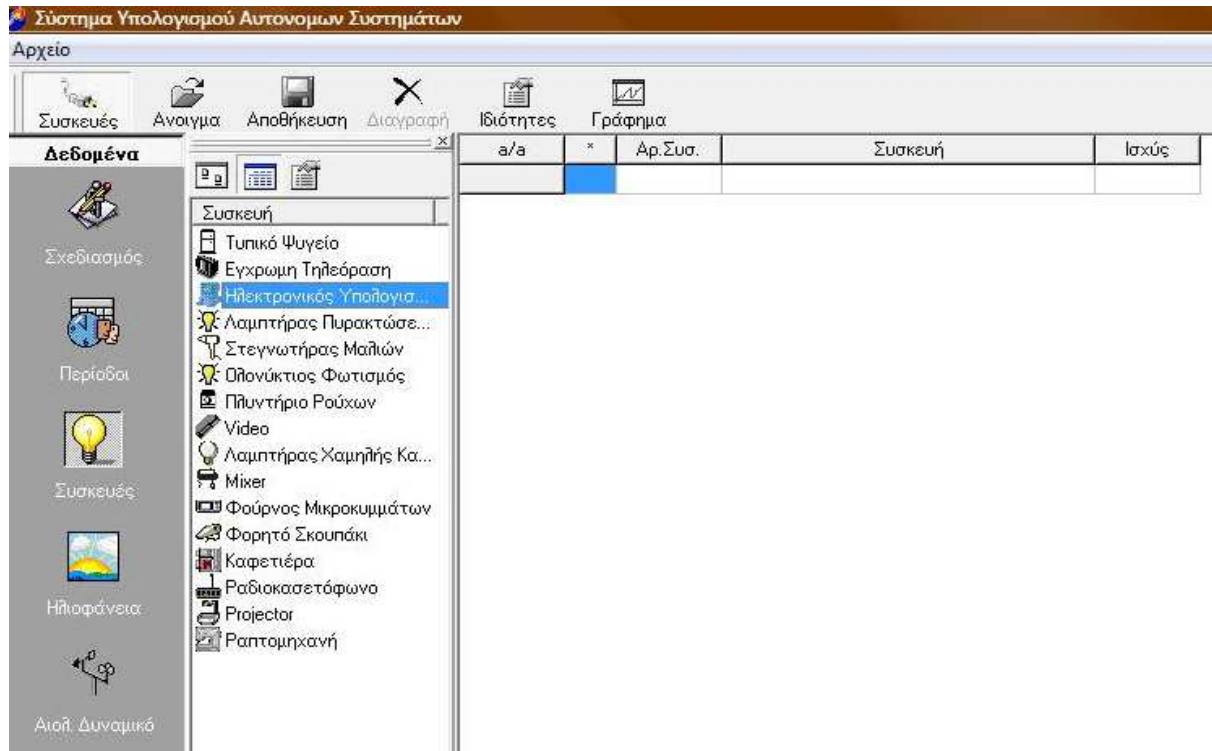 Σύστημα Υπολογισμού Αυτονομων Συστημάτων
Αρχείο
Συσκευές Ανοιγμα Αποθήκευση Διαγραφή Ιδιότητες Γράφημα
Δεδομένα
Σχεδιασμός
Περίοδοι
Συσκευές
Ηλιοφάνεια
Αιολ. Δυναμικό
Συσκευή
Τυπικό Ψυγείο
Εγχρωμη Τηλεόραση
Ηλεκτρονικός Υπολογισ...
Λαμπτήρας Πυρακτώσε...
Στεγνωτήρας Μαλιών
Ολονύκτιος Φωτισμός
Πλυντήριο Ρούχων
Video
Λαμπτήρας Χαμηλής Κα...
Mixer
Φούρνος Μικροκυμμάτων
Φορητό Σκουπάκι
Καφετιέρα
Ραδιοκασετόφωνο
Projector
Ραπτομηχανή
α/α * Αρ.Συσ. Συσκευή Ισχύς